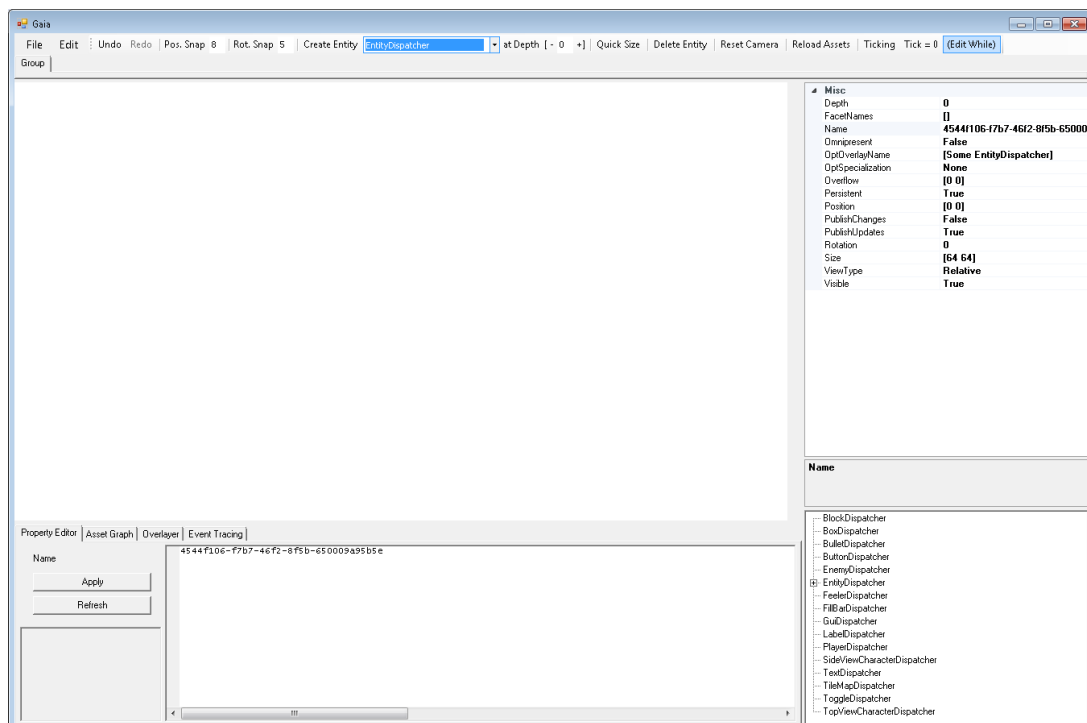 Gaia
File Edit Undo Redo Pos. Snap 8 Rot. Snap 5 Create Entity EntityDispatcher at Depth [ - 0 +] Quick Size Delete Entity Reset Camera Reload Assets Ticking Tick = 0 (Edit While)
Group
Misc
Depth 0
FacetNames []
Name 4544f106-f7b7-46f2-8f5b-65000
Omnipresent False
OptOverlayName [Some EntityDispatcher]
OptSpecialization None
Overflow [0 0]
Persistent True
Position [0 0]
PublishChanges False
PublishUpdates True
Rotation 0
Size [64 64]
ViewType Relative
Visible True
Name
Property Editor Asset Graph Overlayer Event Tracing
Name
Apply
Refresh
4544f106-f7b7-46f2-8f5b-650009a95b5e
BlockDispatcher
BoxDispatcher
BulletDispatcher
ButtonDispatcher
EnemyDispatcher
EntityDispatcher
FeelerDispatcher
FillBarDispatcher
GuiDispatcher
LabelDispatcher
PlayerDispatcher
SideViewCharacterDispatcher
TextDispatcher
TileMapDispatcher
ToggleDispatcher
TopViewCharacterDispatcher